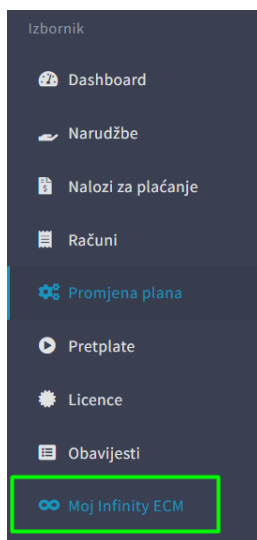 Izbornik
Dashboard
Narudžbe
Nalozi za plaćanje
Računi
Promjena plana
Pretplate
Licence
Obavijesti
Moj Infinity ECM